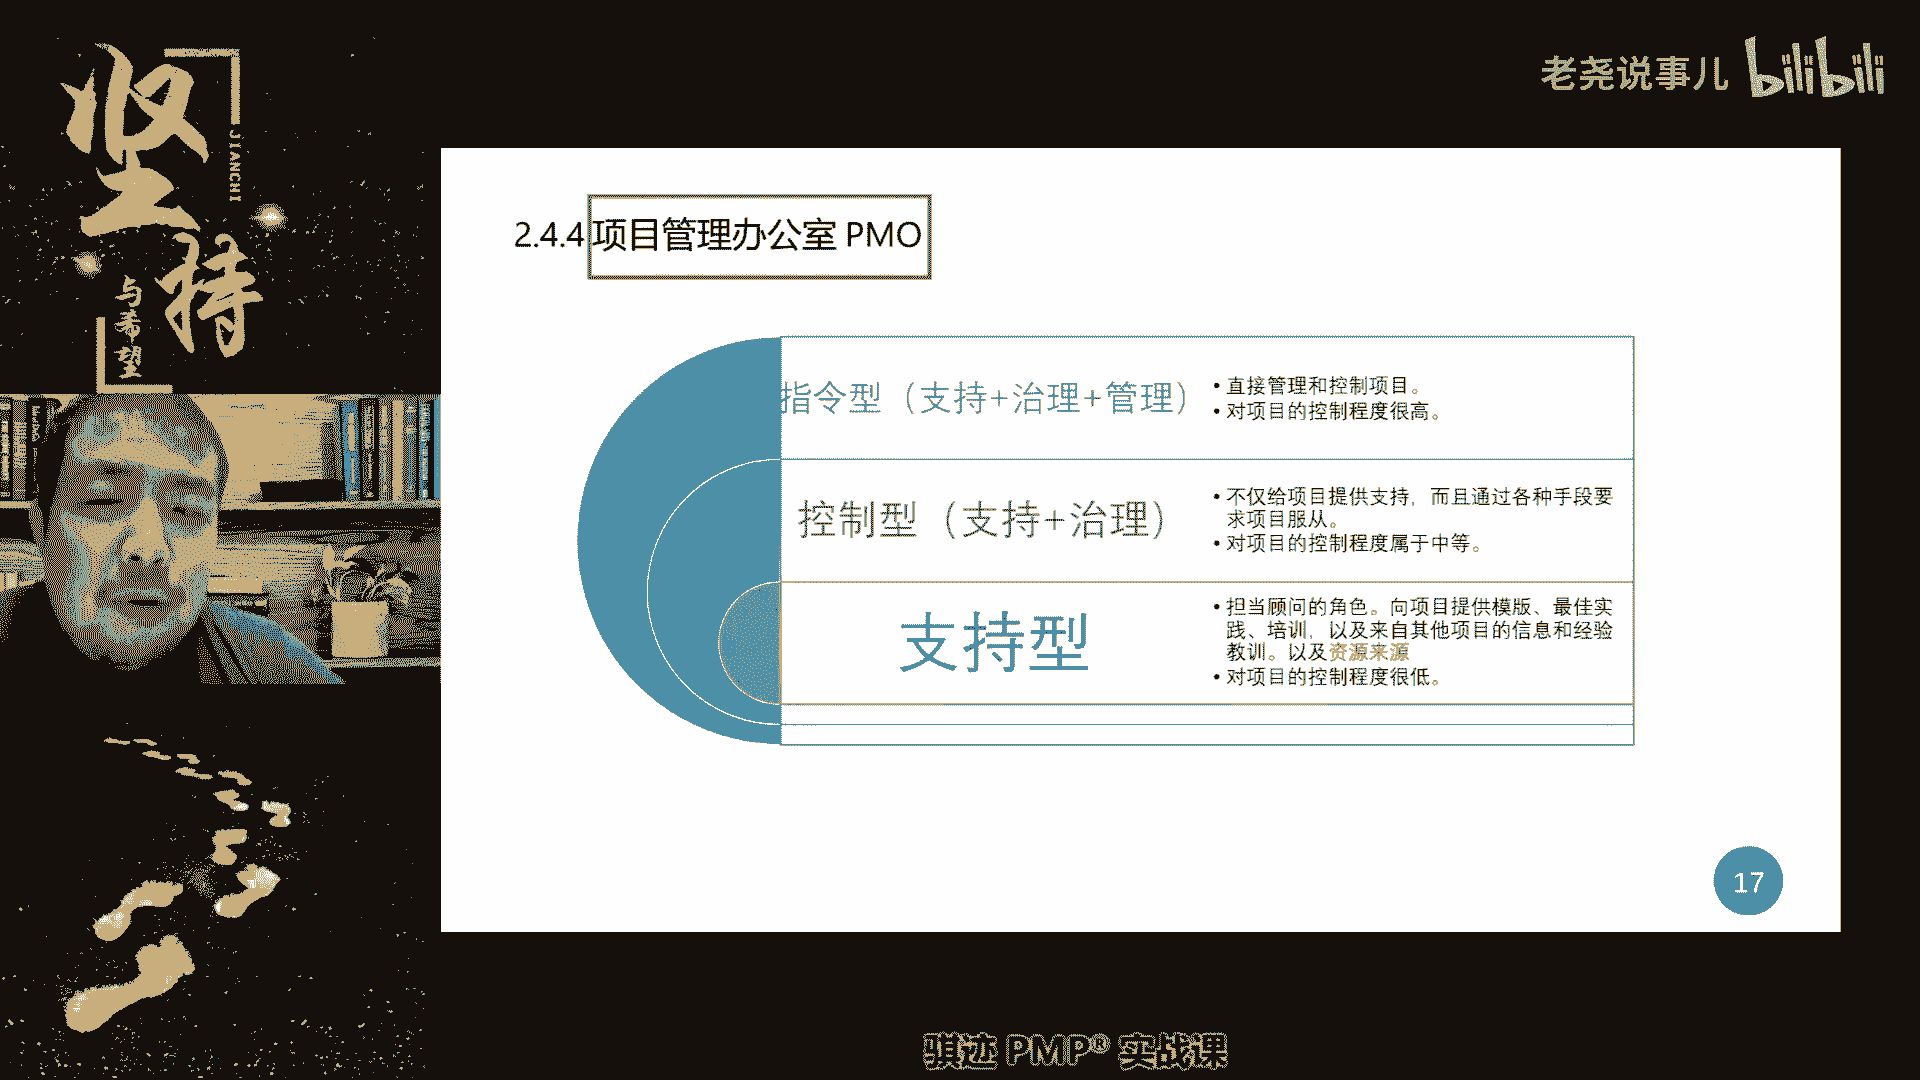 坚持
JIANCHI
与希望
老尧说事儿 bilibili
2.4.4 项目管理办公室 PMO
指令型（支持+治理+管理）
• 直接管理和控制项目。
• 对项目的控制程度很高。
控制型（支持+治理）
• 不仅给项目提供支持，而且通过各种手段要
求项目服从。
• 对项目的控制程度属于中等。
支持型
• 担当顾问的角色。向项目提供模版、最佳实
践、培训，以及来自其他项目的信息和经验
教训。以及资源来源
• 对项目的控制程度很低。
17
骐迹 PMP® 实战课